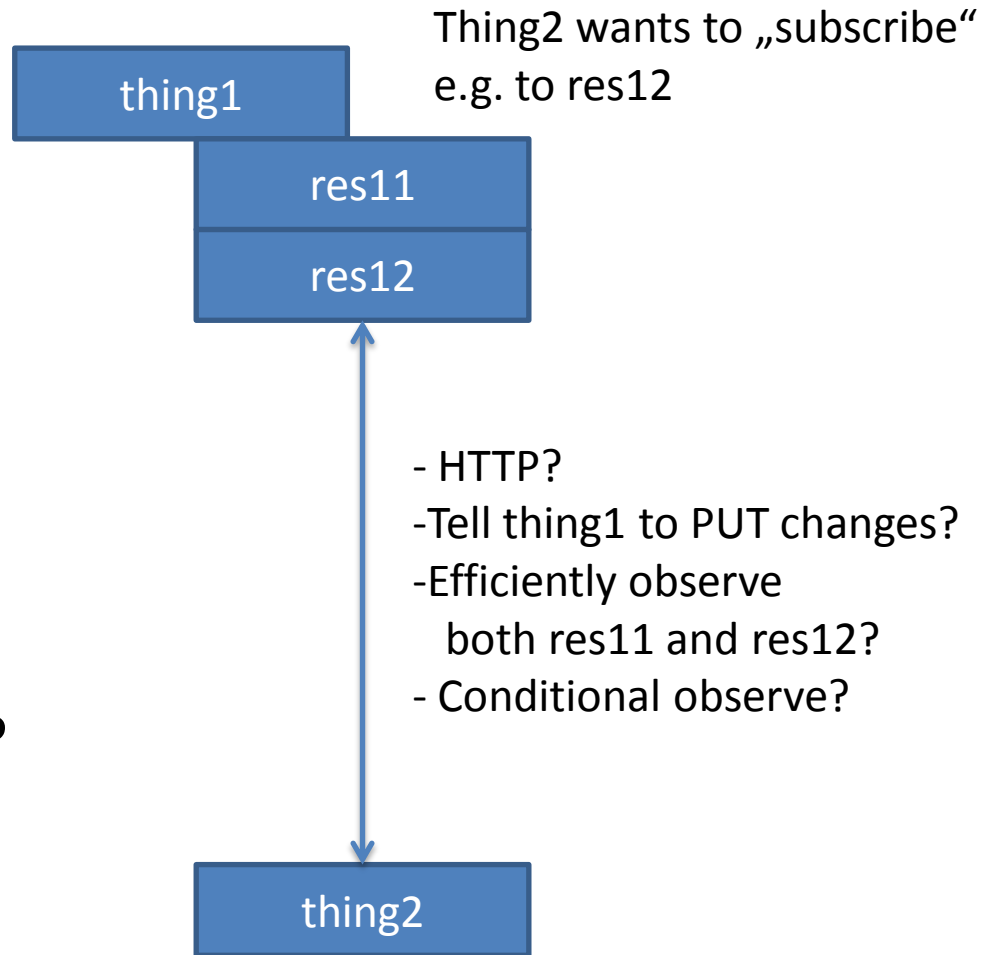 Thing2 wants to „subscribe“
e.g. to res12
thing1
res11
res12
- HTTP?
-Tell thing1 to PUT changes?
-Efficiently observe
both res11 and res12?
- Conditional observe?
?
thing2